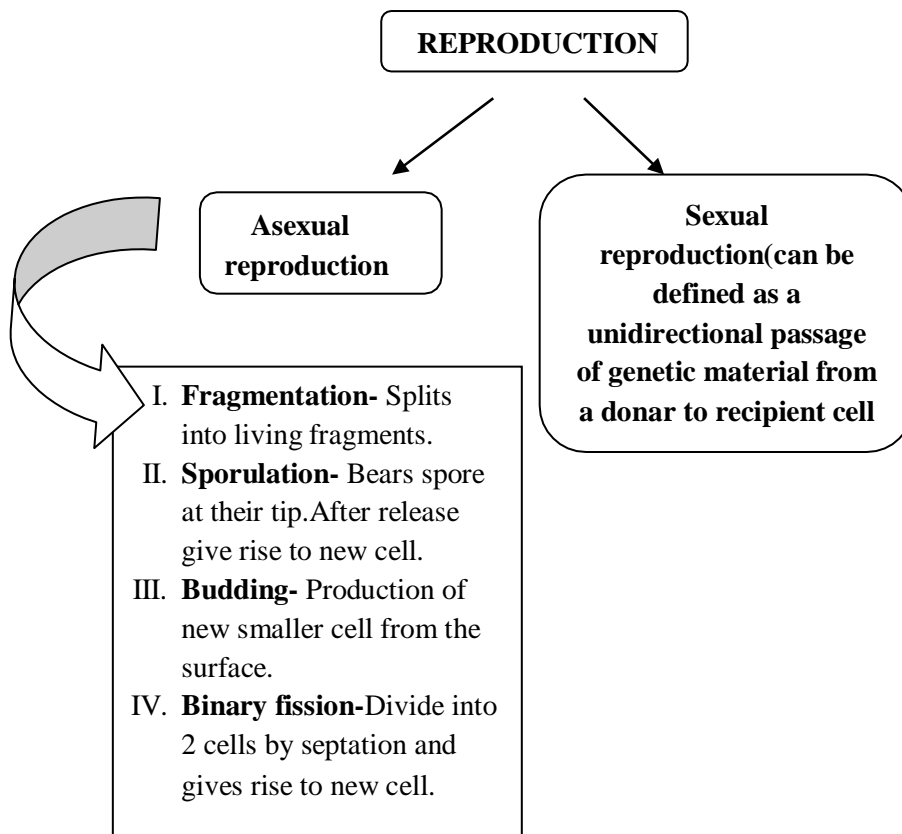 REPRODUCTION
Asexual
reproduction
Sexual
reproduction(can be
defined as a
unidirectional passage
of genetic material from
a donar to recipient cell
I. Fragmentation- Splits
into living fragments.
II. Sporulation- Bears spore
at their tip.After release
give rise to new cell.
III. Budding- Production of
new smaller cell from the
surface.
IV. Binary fission-Divide into
2 cells by septation and
gives rise to new cell.